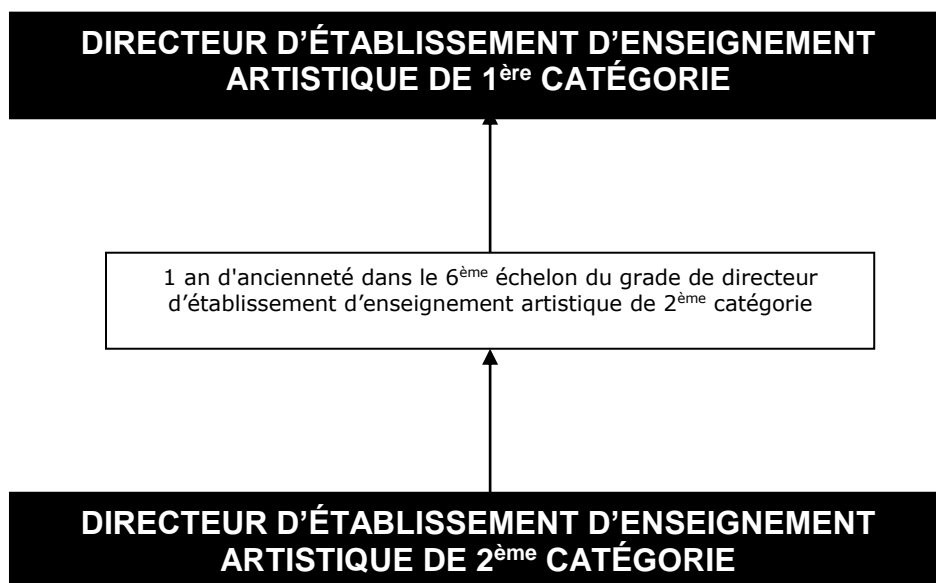 DIRECTEUR D’ÉTABLISSEMENT D’ENSEIGNEMENT
ARTISTIQUE DE 1ère CATÉGORIE
1 an d'ancienneté dans le 6ème échelon du grade de directeur
d’établissement d’enseignement artistique de 2ème catégorie
DIRECTEUR D’ÉTABLISSEMENT D’ENSEIGNEMENT
ARTISTIQUE DE 2ème CATÉGORIE